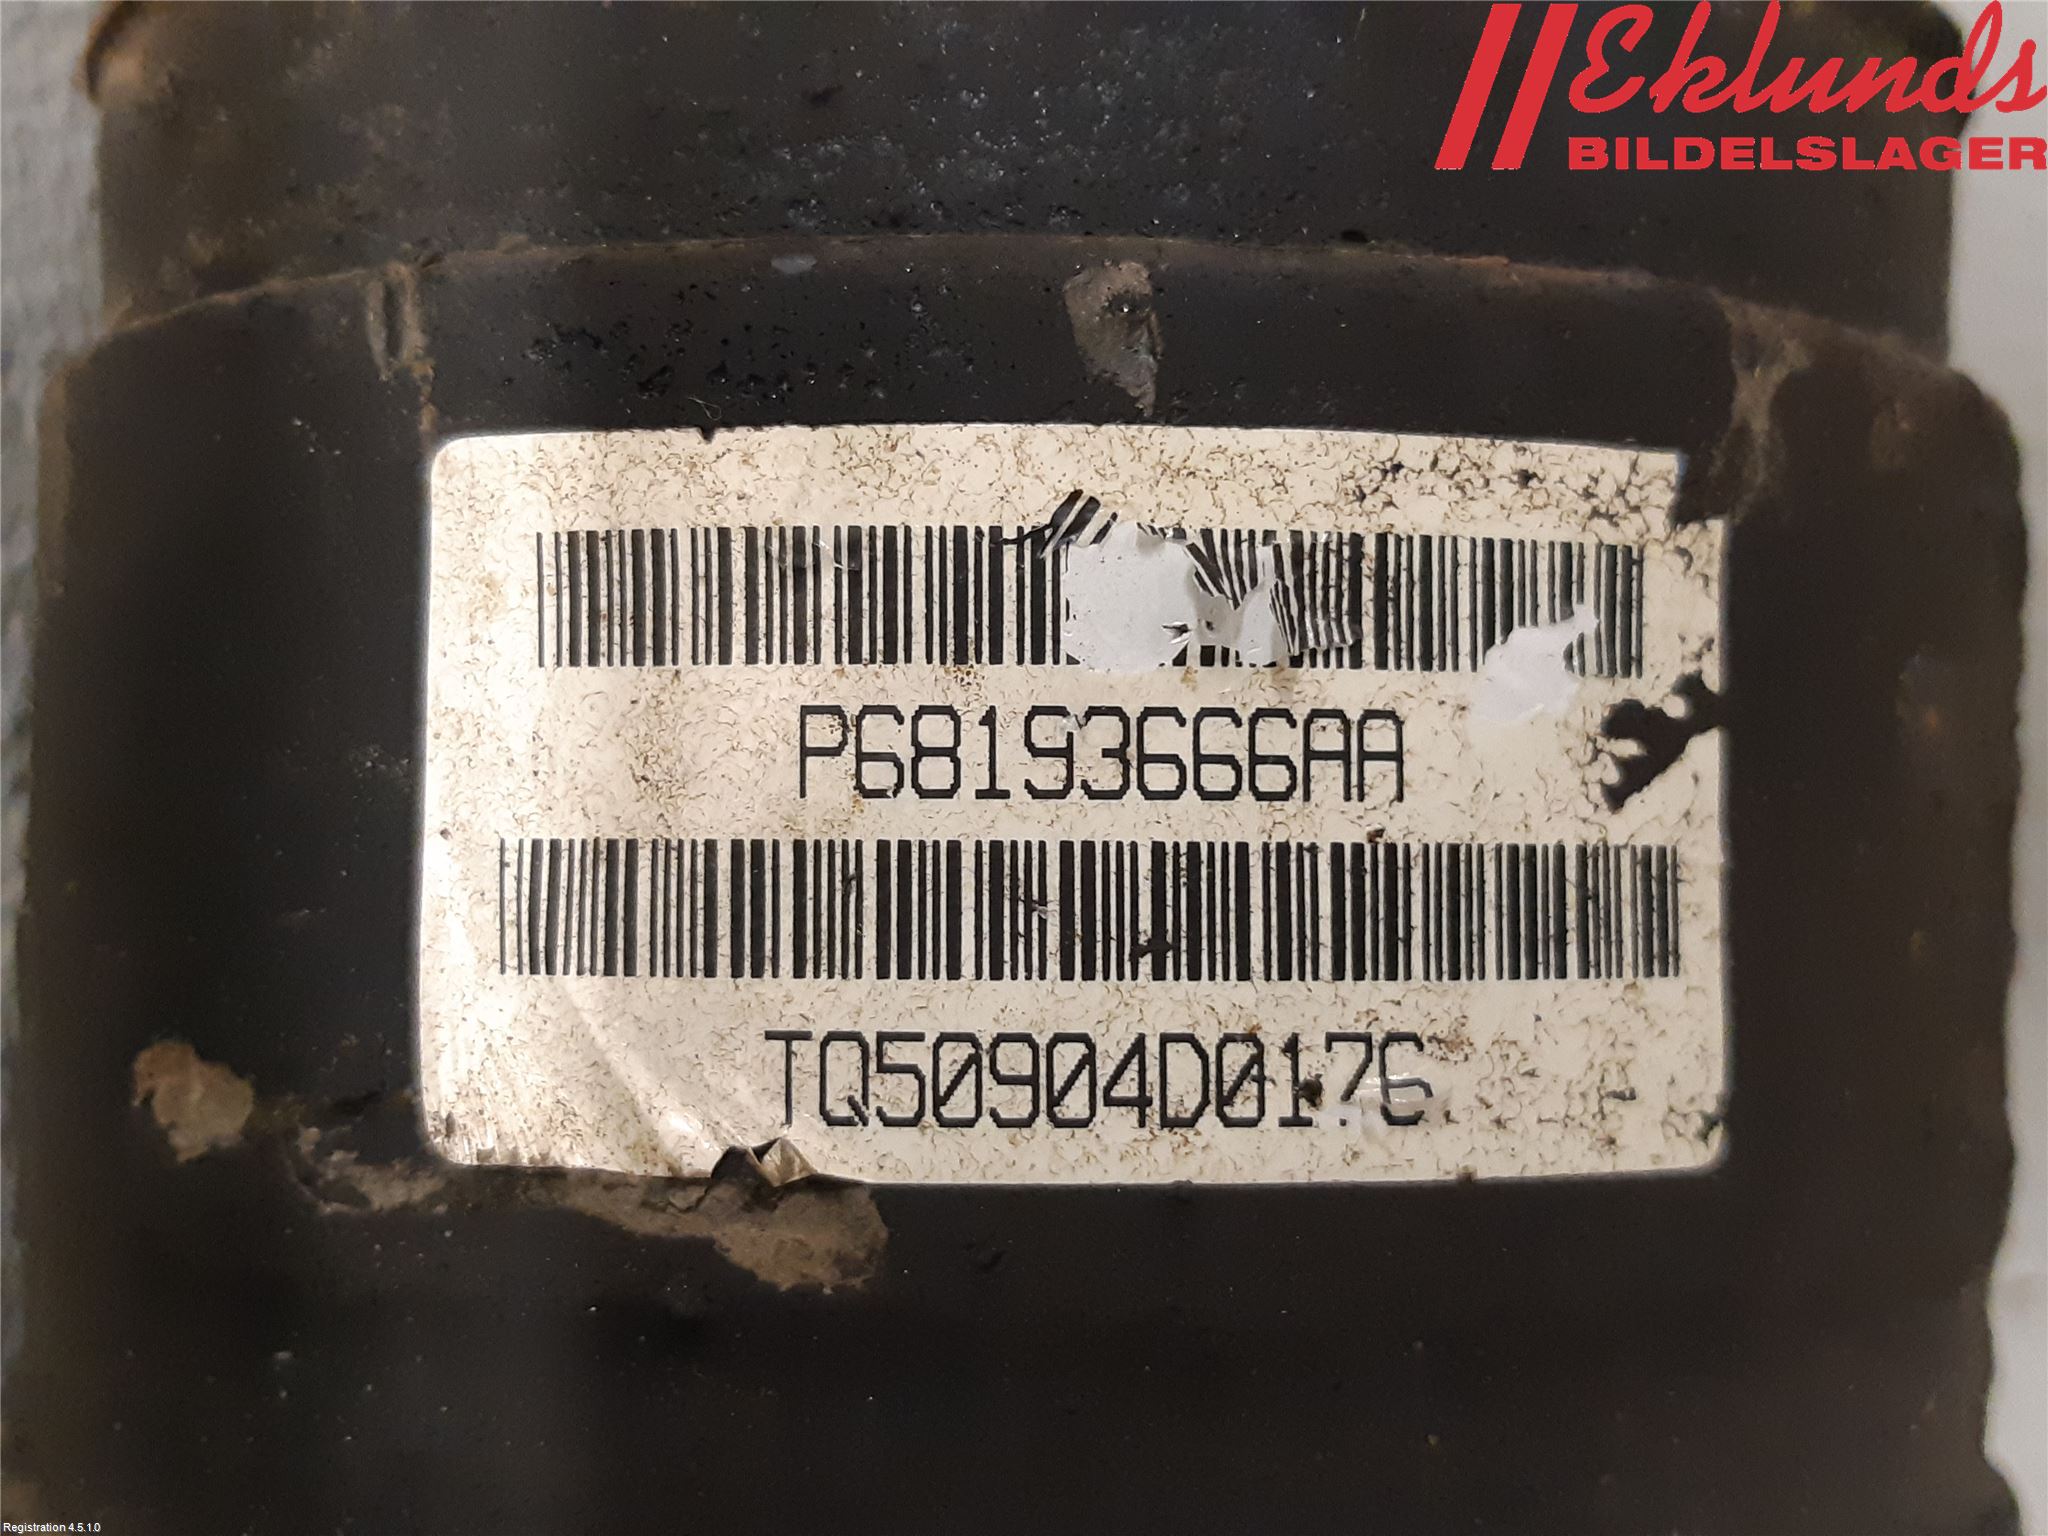 Eklunds
BILDELSLAGER
P68193666AA
TQ50904D0176
Registration 4.5.1.0